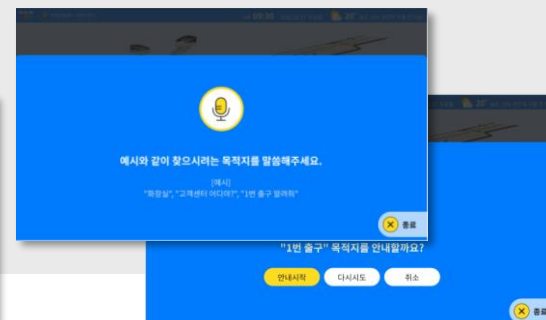 예시와 같이 찾으시려는 목적지를 말씀해주세요.
[예시]
"화장실", "고객센터 어디야?", "1번 출구 알려줘"
종료
"1번 출구" 목적지를 안내할까요?
안내시작
다시시도
취소
종료